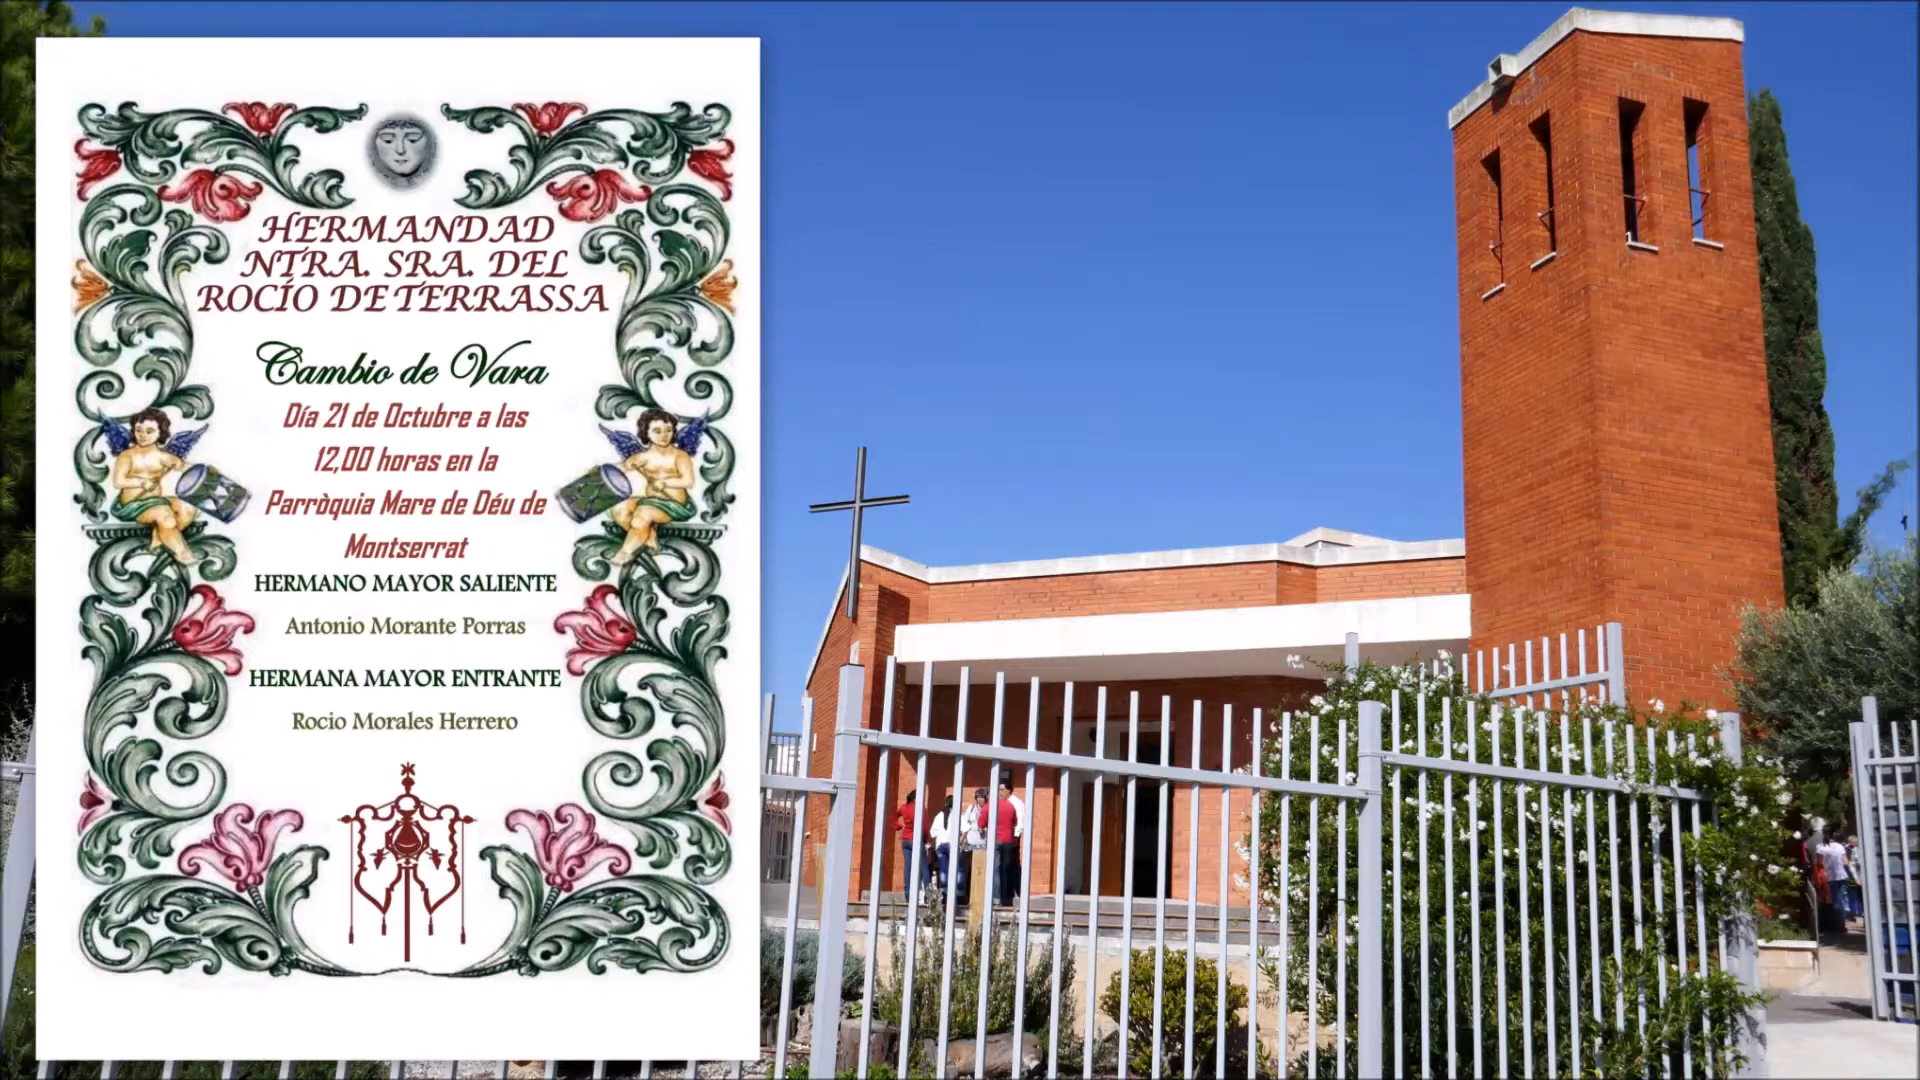 HERMANDAD
NTRA. SRA. DEL
ROCÍO DE TERRASSA
Cambio de Vara
Día 21 de Octubre a las
12,00 horas en la
Parròquia Mare de Déu de
Montserrat
HERMANO MAYOR SALIENTE
Antonio Morante Porras
HERMANA MAYOR ENTRANTE
Rocio Morales Herrero